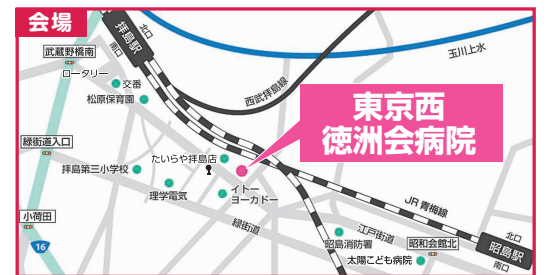 会場
拝島駅
北口
南口
武蔵野橋南
ロータリー
交番
松原保育園
玉川上水
西武拝島線
東京西
徳洲会病院
緑街道入口
たいらや拝島店
拝島第三小学校
理学電気
イトー
ヨーカドー
小荷田
緑街道
16
JR青梅線
江戸街道
昭島消防署
昭和会館北
太陽こども病院
北口
昭島駅
南口